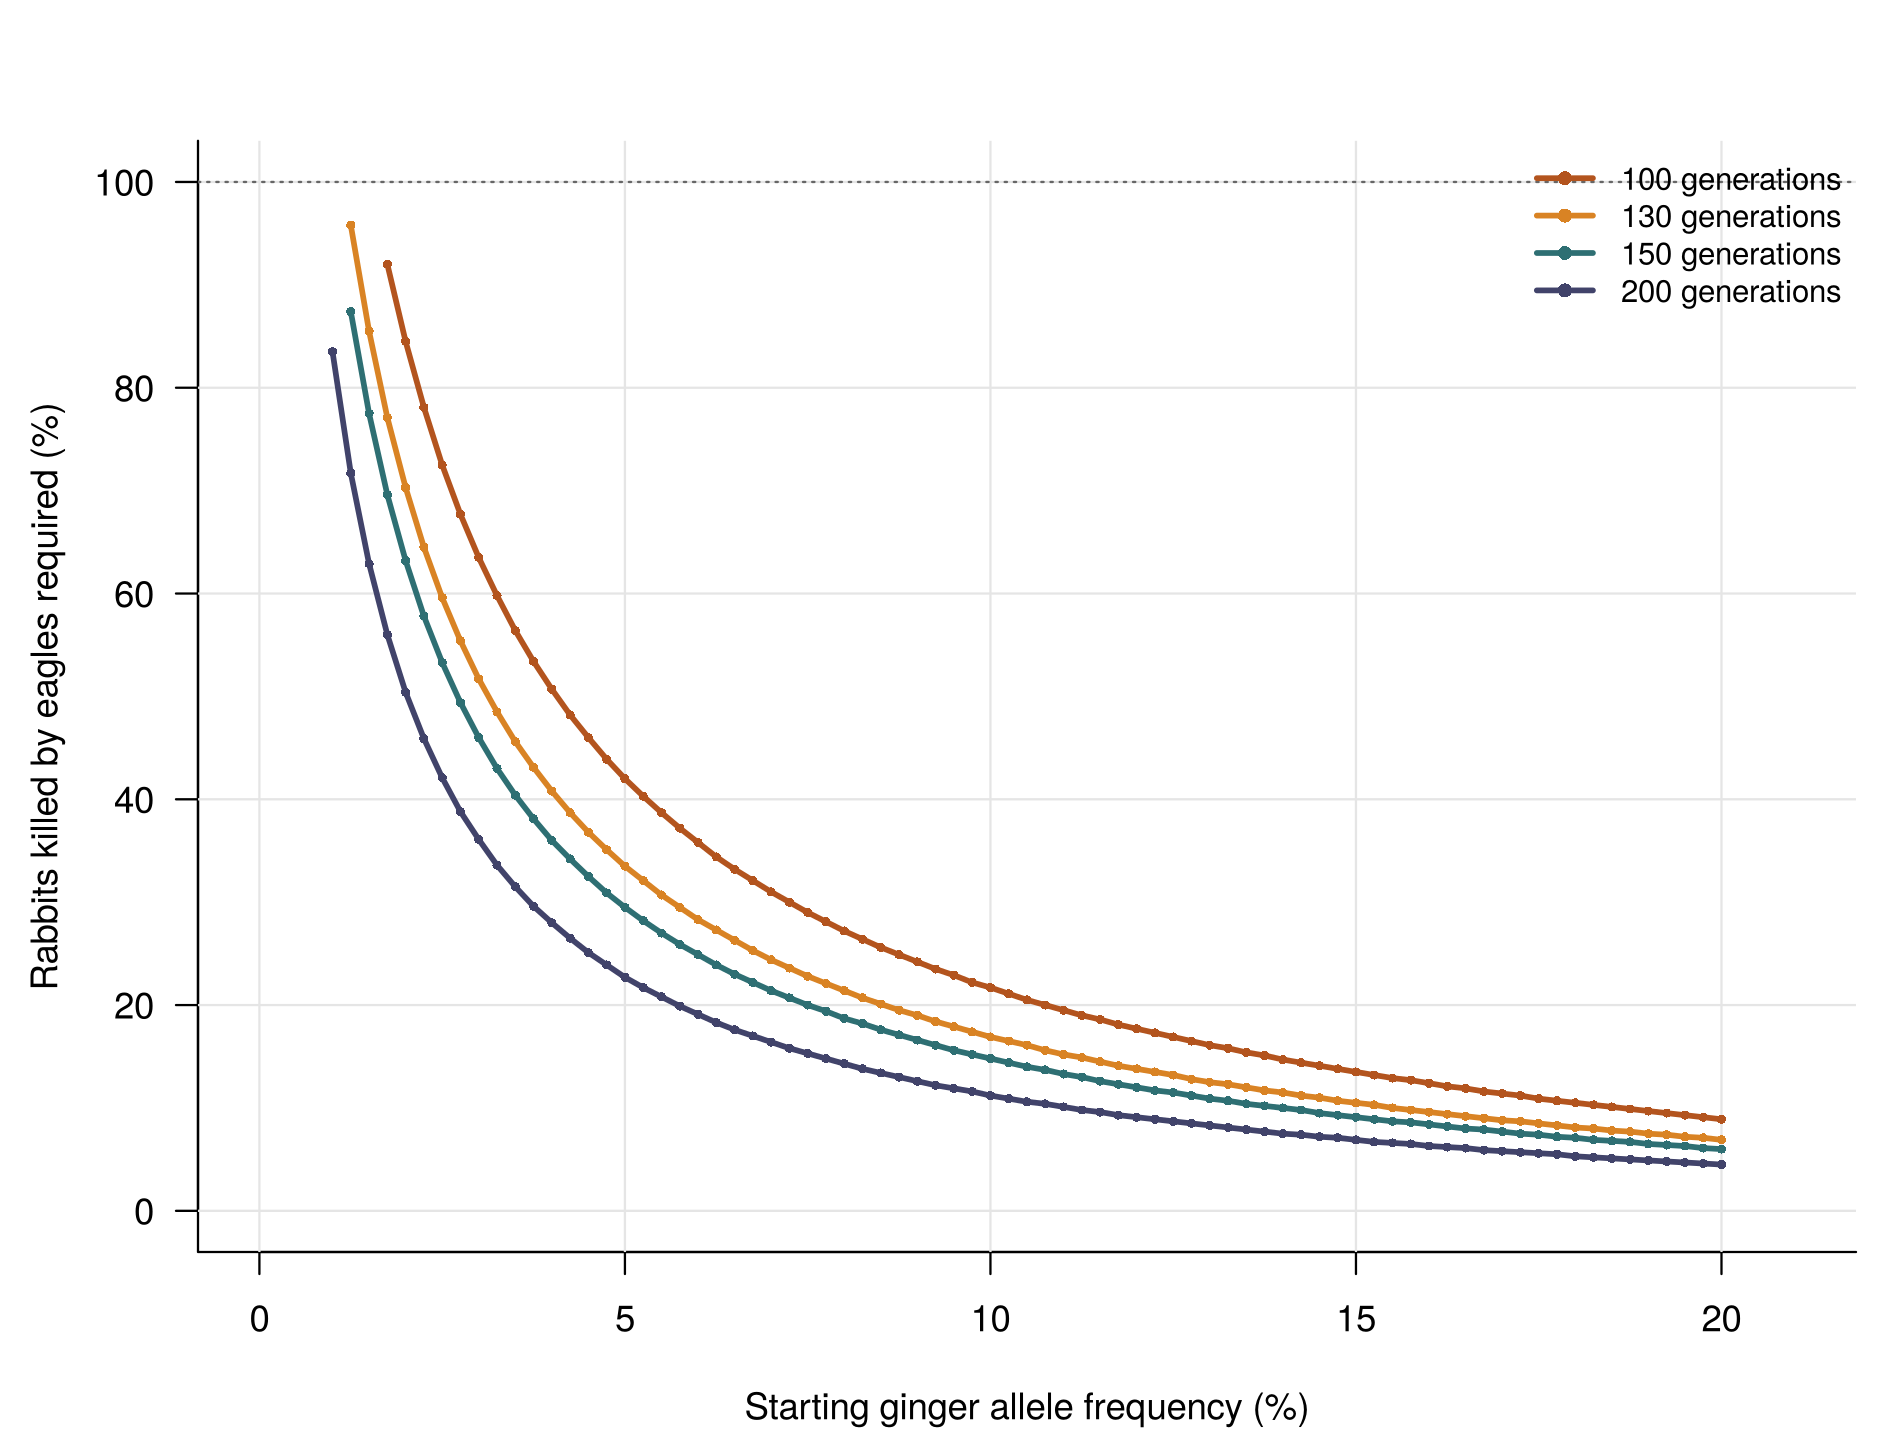 100 generations
130 generations
150 generations
200 generations
Rabbits killed by eagles required (%)
100
80
60
40
20
0
0 5 10 15 20
Starting ginger allele frequency (%)